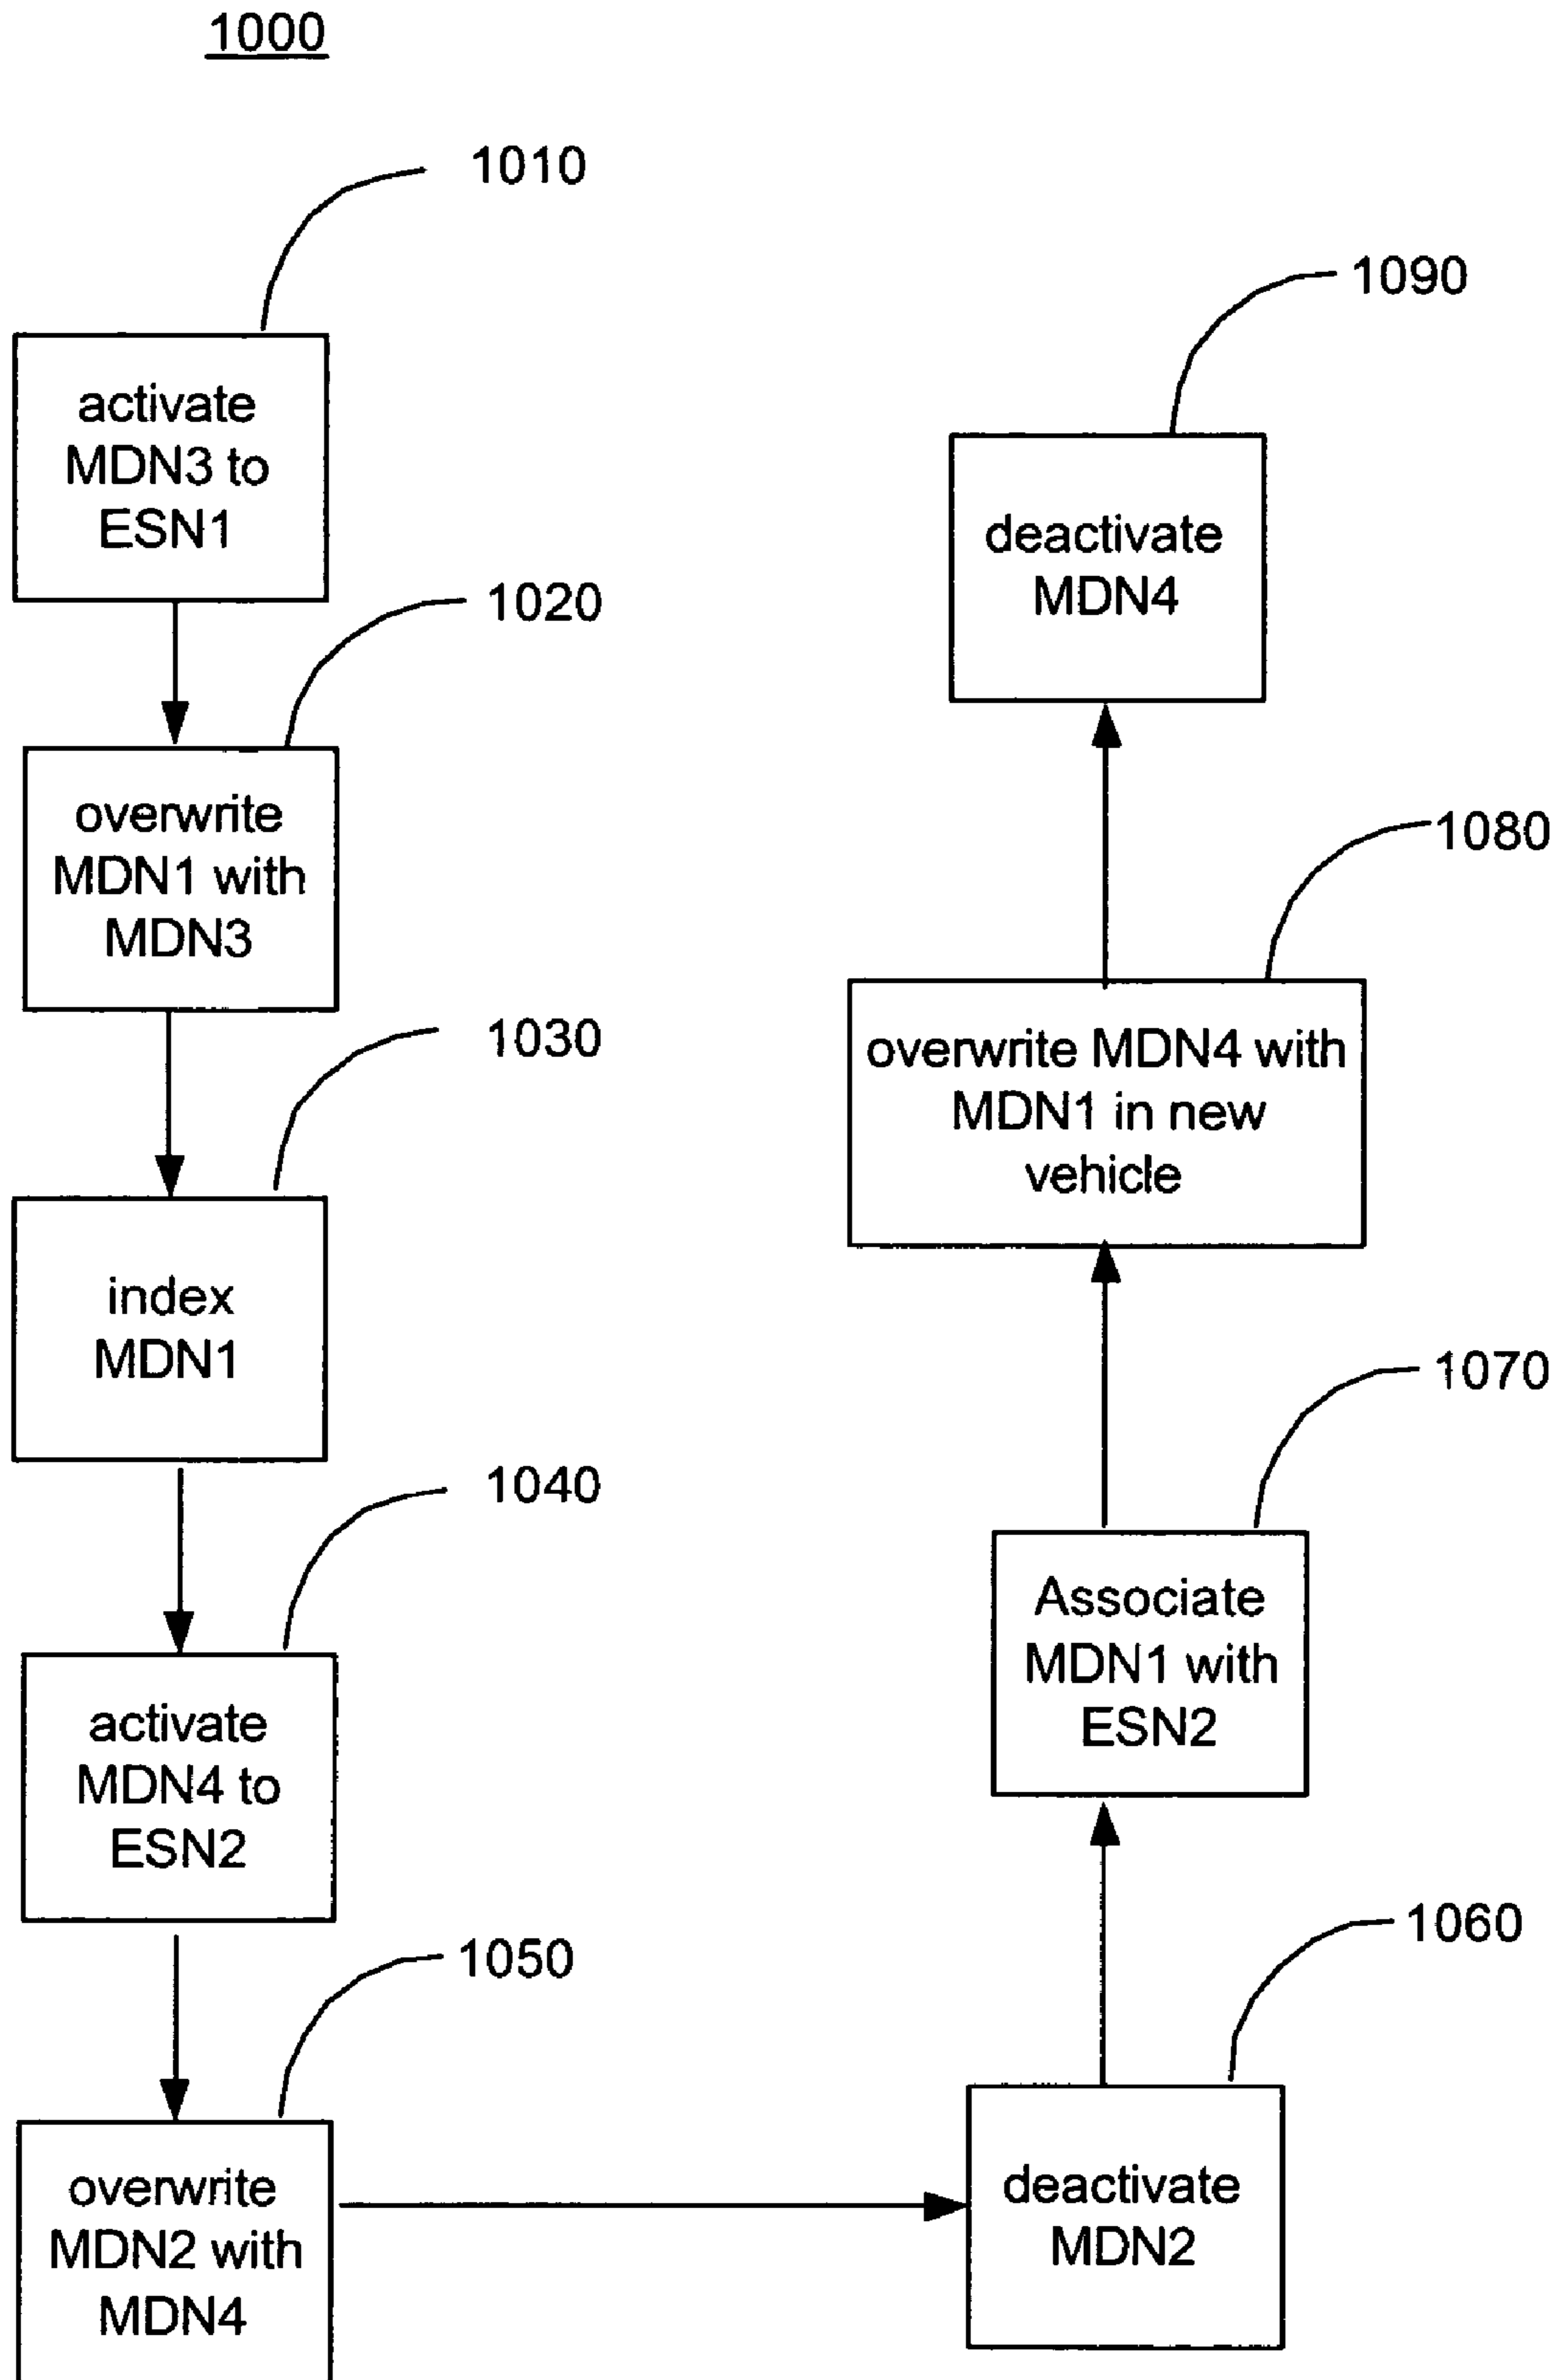 1000
1010
activate
MDN3 to
ESN1
1020
overwrite
MDN1 with
MDN3
1030
index
MDN1
1040
activate
MDN4 to
ESN2
1050
overwrite
MDN2 with
MDN4
1060
deactivate
MDN2
1070
Associate
MDN1 with
ESN2
1080
overwrite MDN4 with
MDN1 in new
vehicle
1090
deactivate
MDN4